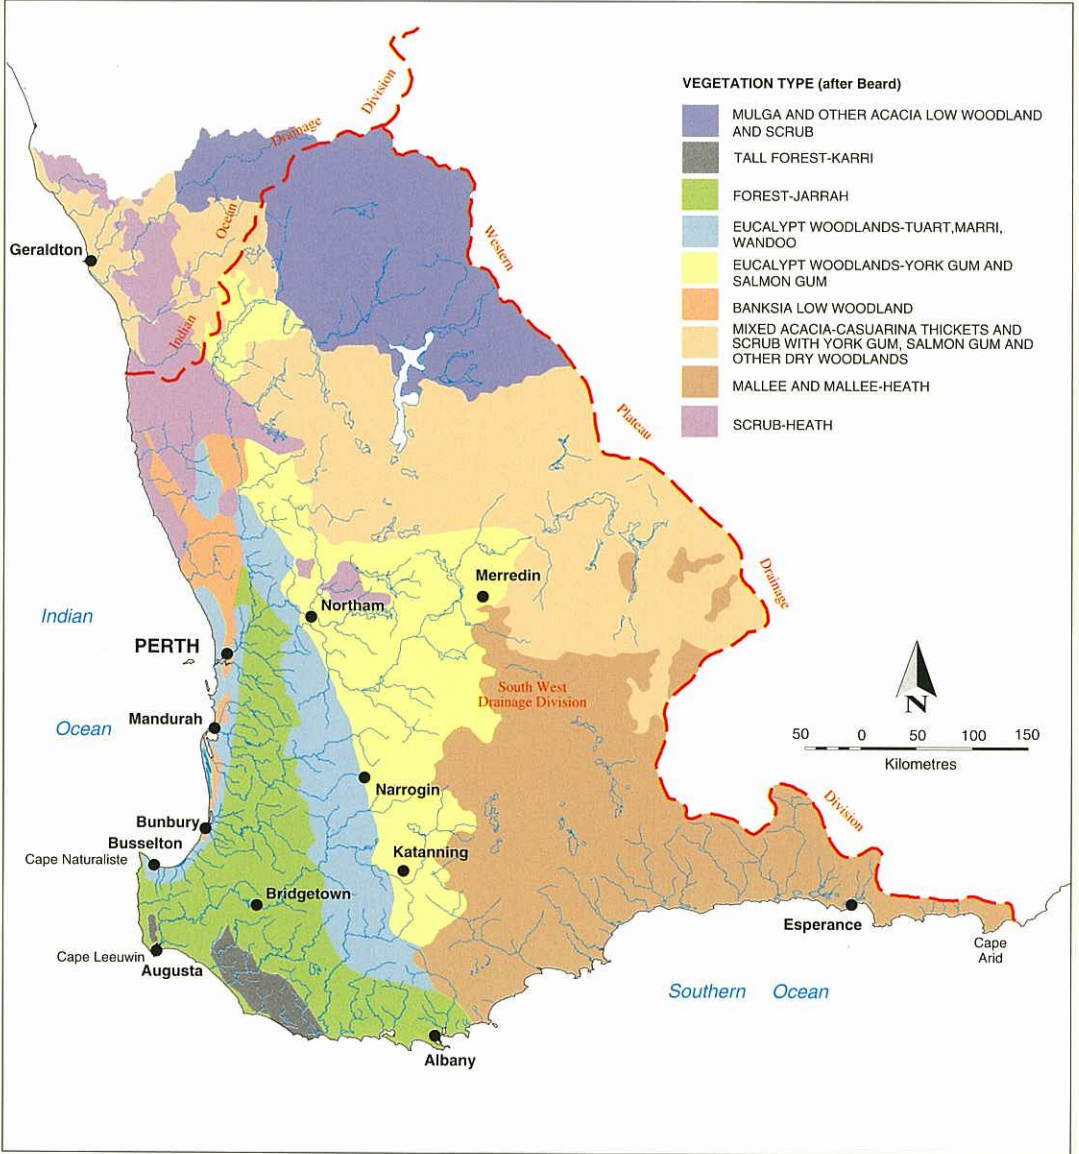 VEGETATION TYPE (after Beard)
MULGA AND OTHER ACACIA LOW WOODLAND
AND SCRUB
TALL FOREST-KARRI
FOREST-JARRAH
EUCALYPT WOODLANDS-TUART,MARRI,
WANDOO
EUCALYPT WOODLANDS-YORK GUM AND
SALMON GUM
BANKSIA LOW WOODLAND
MIXED ACACIA-CASUARINA THICKETS AND
SCRUB WITH YORK GUM, SALMON GUM AND
OTHER DRY WOODLANDS
MALLEE AND MALLEE-HEATH
SCRUB-HEATH
Division
Drainage
Ocean
Indian
Western
Plateau
Drainage
Division
Geraldton
Merredin
Northam
Indian
PERTH
South West
Drainage Division
Mandurah
Ocean
Narrogin
Bunbury
Busselton
Cape Naturaliste
Katanning
Bridgetown
Esperance
Cape Leeuwin
Augusta
Cape
Arid
Southern Ocean
Albany
N
50 0 50 100 150
Kilometres